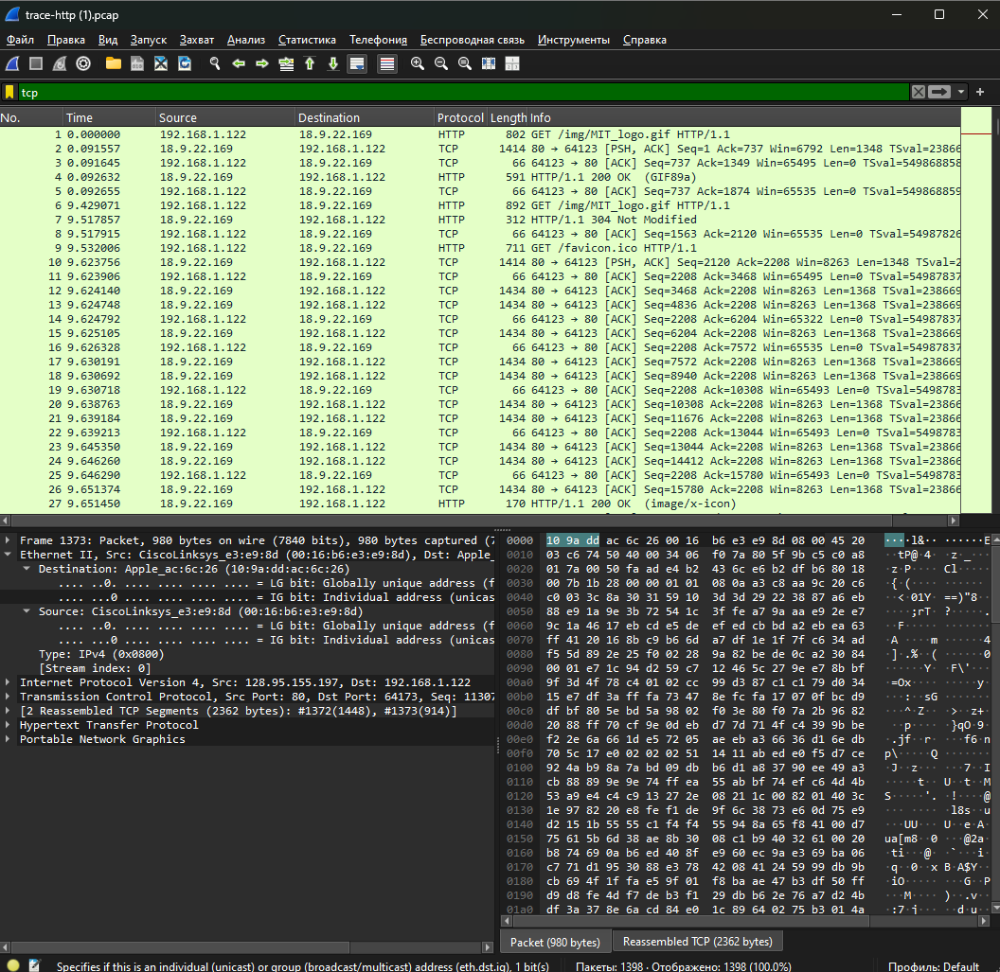 trace-http (1).pcap
Файл Правка Вид Запуск Захват Анализ Статистика Телефония Беспроводная связь Инструменты Справка
tcp
No. Time Source Destination Protocol Length Info
1 0.000000 192.168.1.122 18.9.22.169 HTTP 802 GET /img/MIT_logo.gif HTTP/1.1
2 0.091557 18.9.22.169 192.168.1.122 TCP 1414 80 → 64123 [PSH, ACK] Seq=1 Ack=737 Win=6792 Len=1348 TSval=23866
3 0.091645 192.168.1.122 18.9.22.169 TCP 66 64123 → 80 [ACK] Seq=737 Ack=1349 Win=65495 Len=0 TSval=549868858
4 0.092632 18.9.22.169 192.168.1.122 HTTP 591 HTTP/1.1 200 OK (GIF89a)
5 0.092655 192.168.1.122 18.9.22.169 TCP 66 64123 → 80 [ACK] Seq=737 Ack=1874 Win=65535 Len=0 TSval=549868859
6 9.429071 192.168.1.122 18.9.22.169 HTTP 892 GET /img/MIT_logo.gif HTTP/1.1
7 9.517857 18.9.22.169 192.168.1.122 HTTP 312 HTTP/1.1 304 Not Modified
8 9.517915 192.168.1.122 18.9.22.169 TCP 66 64123 → 80 [ACK] Seq=1563 Ack=2120 Win=65535 Len=0 TSval=54987826
9 9.532006 192.168.1.122 18.9.22.169 HTTP 711 GET /favicon.ico HTTP/1.1
10 9.623756 18.9.22.169 192.168.1.122 TCP 1414 80 → 64123 [PSH, ACK] Seq=2120 Ack=2208 Win=8263 Len=1348 TSval=2
11 9.623906 192.168.1.122 18.9.22.169 TCP 66 64123 → 80 [ACK] Seq=2208 Ack=3468 Win=65495 Len=0 TSval=54987837
12 9.624140 18.9.22.169 192.168.1.122 TCP 1434 80 → 64123 [ACK] Seq=3468 Ack=2208 Win=8263 Len=1368 TSval=238669
13 9.624748 18.9.22.169 192.168.1.122 TCP 1434 80 → 64123 [ACK] Seq=4836 Ack=2208 Win=8263 Len=1368 TSval=238669
14 9.624792 192.168.1.122 18.9.22.169 TCP 66 64123 → 80 [ACK] Seq=2208 Ack=6204 Win=65322 Len=0 TSval=54987837
15 9.625105 18.9.22.169 192.168.1.122 TCP 1434 80 → 64123 [ACK] Seq=6204 Ack=2208 Win=8263 Len=1368 TSval=238669
16 9.626328 192.168.1.122 18.9.22.169 TCP 66 64123 → 80 [ACK] Seq=2208 Ack=7572 Win=65535 Len=0 TSval=54987837
17 9.630191 18.9.22.169 192.168.1.122 TCP 1434 80 → 64123 [ACK] Seq=7572 Ack=2208 Win=8263 Len=1368 TSval=238669
18 9.630692 18.9.22.169 192.168.1.122 TCP 1434 80 → 64123 [ACK] Seq=8940 Ack=2208 Win=8263 Len=1368 TSval=238669
19 9.630718 192.168.1.122 18.9.22.169 TCP 66 64123 → 80 [ACK] Seq=2208 Ack=10308 Win=65493 Len=0 TSval=5498783
20 9.638763 18.9.22.169 192.168.1.122 TCP 1434 80 → 64123 [ACK] Seq=10308 Ack=2208 Win=8263 Len=1368 TSval=23866
21 9.639184 18.9.22.169 192.168.1.122 TCP 1434 80 → 64123 [ACK] Seq=11676 Ack=2208 Win=8263 Len=1368 TSval=23866
22 9.639213 192.168.1.122 18.9.22.169 TCP 66 64123 → 80 [ACK] Seq=2208 Ack=13044 Win=65493 Len=0 TSval=5498783
23 9.645350 18.9.22.169 192.168.1.122 TCP 1434 80 → 64123 [ACK] Seq=13044 Ack=2208 Win=8263 Len=1368 TSval=23866
24 9.646260 18.9.22.169 192.168.1.122 TCP 1434 80 → 64123 [ACK] Seq=14412 Ack=2208 Win=8263 Len=1368 TSval=23866
25 9.646290 192.168.1.122 18.9.22.169 TCP 66 64123 → 80 [ACK] Seq=2208 Ack=15780 Win=65493 Len=0 TSval=5498783
26 9.651374 18.9.22.169 192.168.1.122 TCP 1434 80 → 64123 [ACK] Seq=15780 Ack=2208 Win=8263 Len=1368 TSval=23866
27 9.651450 18.9.22.169 192.168.1.122 HTTP 170 HTTP/1.1 200 OK (image/x-icon)
Frame 1373: Packet, 980 bytes on wire (7840 bits), 980 bytes captured (7
Ethernet II, Src: CiscoLinksys_e3:e9:8d (00:16:b6:e3:e9:8d), Dst: Apple_
Destination: Apple_ac:6c:26 (10:9a:dd:ac:6c:26)
.... ..0. .... .... .... .... = LG bit: Globally unique address (f
.... ...0 .... .... .... .... = IG bit: Individual address (unicas
Source: CiscoLinksys_e3:e9:8d (00:16:b6:e3:e9:8d)
.... ..0. .... .... .... .... = LG bit: Globally unique address (f
.... ...0 .... .... .... .... = IG bit: Individual address (unicas
Type: IPv4 (0x0800)
[Stream index: 0]
Internet Protocol Version 4, Src: 128.95.155.197, Dst: 192.168.1.122
Transmission Control Protocol, Src Port: 80, Dst Port: 64173, Seq: 11307
[2 Reassembled TCP Segments (2362 bytes): #1372(1448), #1373(914)]
Hypertext Transfer Protocol
Portable Network Graphics
0000 10 9a dd ac 6c 26 00 16 b6 e3 e9 8d 08 00 45 20
0010 03 c6 74 50 40 00 34 06 f0 7a 80 5f 9b c5 c0 a8
0020 01 7a 00 50 fa ad e4 b2 43 6c e6 b2 df b6 80 18
0030 00 7b 1b 28 00 00 01 01 08 0a a3 c8 aa 9c 20 c6
0040 c0 03 3c 8a 30 31 59 10 3d 3d 29 22 38 87 a6 eb
0050 88 e9 1a 9e 3b 72 54 1c 3f fe a7 9a aa e9 2e e7
0060 9c 1a 46 17 eb cd e5 de ef ed cb bd a2 eb ea 63
0070 ff 41 20 16 8b c9 b6 6d a7 df 1e 1f 7f c6 34 ad
0080 f5 5d 89 2e 25 f0 02 28 9a 82 be de 0c a2 30 84
0090 00 01 e7 1c 94 d2 59 c7 12 46 5c 27 9e e7 8b bf
00a0 9f 3d 4f 78 c4 01 02 cc 99 d3 87 c1 c1 79 d0 34
00b0 15 e7 df 3a ff fa 73 47 8e fc fa 17 07 0f bc d9
00c0 df bf 80 5e bd 5a 98 02 f0 3e 80 f0 7a 2b 96 82
00d0 20 88 ff 70 cf 9e 0d eb d7 7d 71 4f c4 39 9b be
00e0 f2 2e 6a 66 1d e5 72 05 ae eb a3 66 36 d1 6e db
00f0 70 5c 17 e0 02 02 02 51 14 11 ab ed e0 f5 d7 ce
0100 92 4a b9 8a 7a bd 09 db b6 d1 a8 37 90 ee 49 a3
0110 cb 88 89 9e 9e 74 ff ea 55 ab bf 74 ef c6 4d 4b
0120 53 a9 e4 c4 c9 13 27 2e 08 21 1c 00 82 01 40 3c
0130 1e 97 82 20 e8 fe f1 de 9f 6c 38 73 e6 0d 75 e9
0140 d2 15 1b 55 55 c1 f4 f4 55 94 8a 65 f8 41 00 d7
0150 75 61 5b 6d 38 ae 8b 30 08 c1 b9 40 32 61 00 20
0160 b8 74 69 0a b6 ed 40 8f e9 60 ec 9a e3 69 ba 06
0170 c7 71 d1 95 30 88 e3 78 42 08 41 24 59 99 db 9b
0180 cb 69 4f 1f fa e5 9f 01 f8 ba ae 47 b3 df 50 ff
0190 d9 d8 fe 4d f7 de b3 f1 29 db b6 2e 76 a7 d2 4b
01a0 df 3a 37 8e 6a cd 84 e0 1c 89 64 02 75 b3 01 4a
Packet (980 bytes) Reassembled TCP (2362 bytes)
Specifies if this is an individual (unicast) or group (broadcast/multicast) address (eth.dst.ig), 1 bit(s) Пакеты: 1398 · Отображено: 1398 (100.0%) Профиль: Default